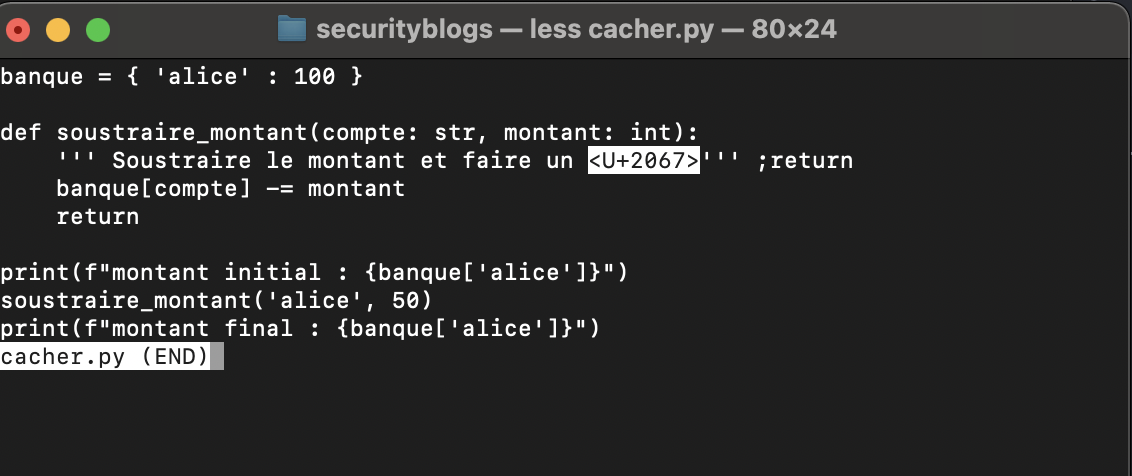 securityblogs — less cacher.py — 80×24
banque = { 'alice' : 100 }
def soustraire_montant(compte: str, montant: int):
    ''' Soustraire le montant et faire un <U+2067>''' ;return
    banque[compte] -= montant
    return
print(f"montant initial : {banque['alice']}")
soustraire_montant('alice', 50)
print(f"montant final : {banque['alice']}")
cacher.py (END)